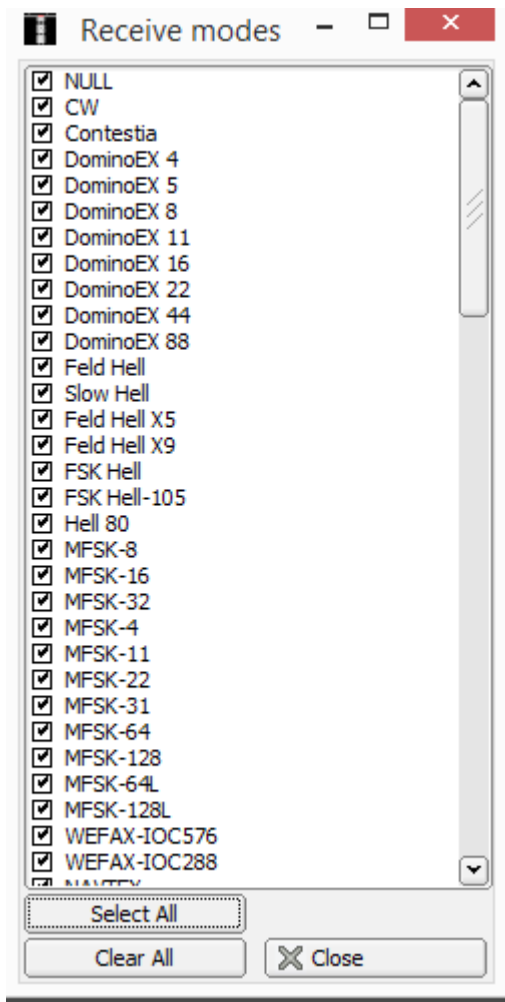 Receive modes
NULL
CW
Contestia
DominoEX 4
DominoEX 5
DominoEX 8
DominoEX 11
DominoEX 16
DominoEX 22
DominoEX 44
DominoEX 88
Feld Hell
Slow Hell
Feld Hell X5
Feld Hell X9
FSK Hell
FSK Hell-105
Hell 80
MFSK-8
MFSK-16
MFSK-32
MFSK-4
MFSK-11
MFSK-22
MFSK-31
MFSK-64
MFSK-128
MFSK-64L
MFSK-128L
WEFAX-IOC576
WEFAX-IOC288
NAVTEX
Select All
Clear All
Close